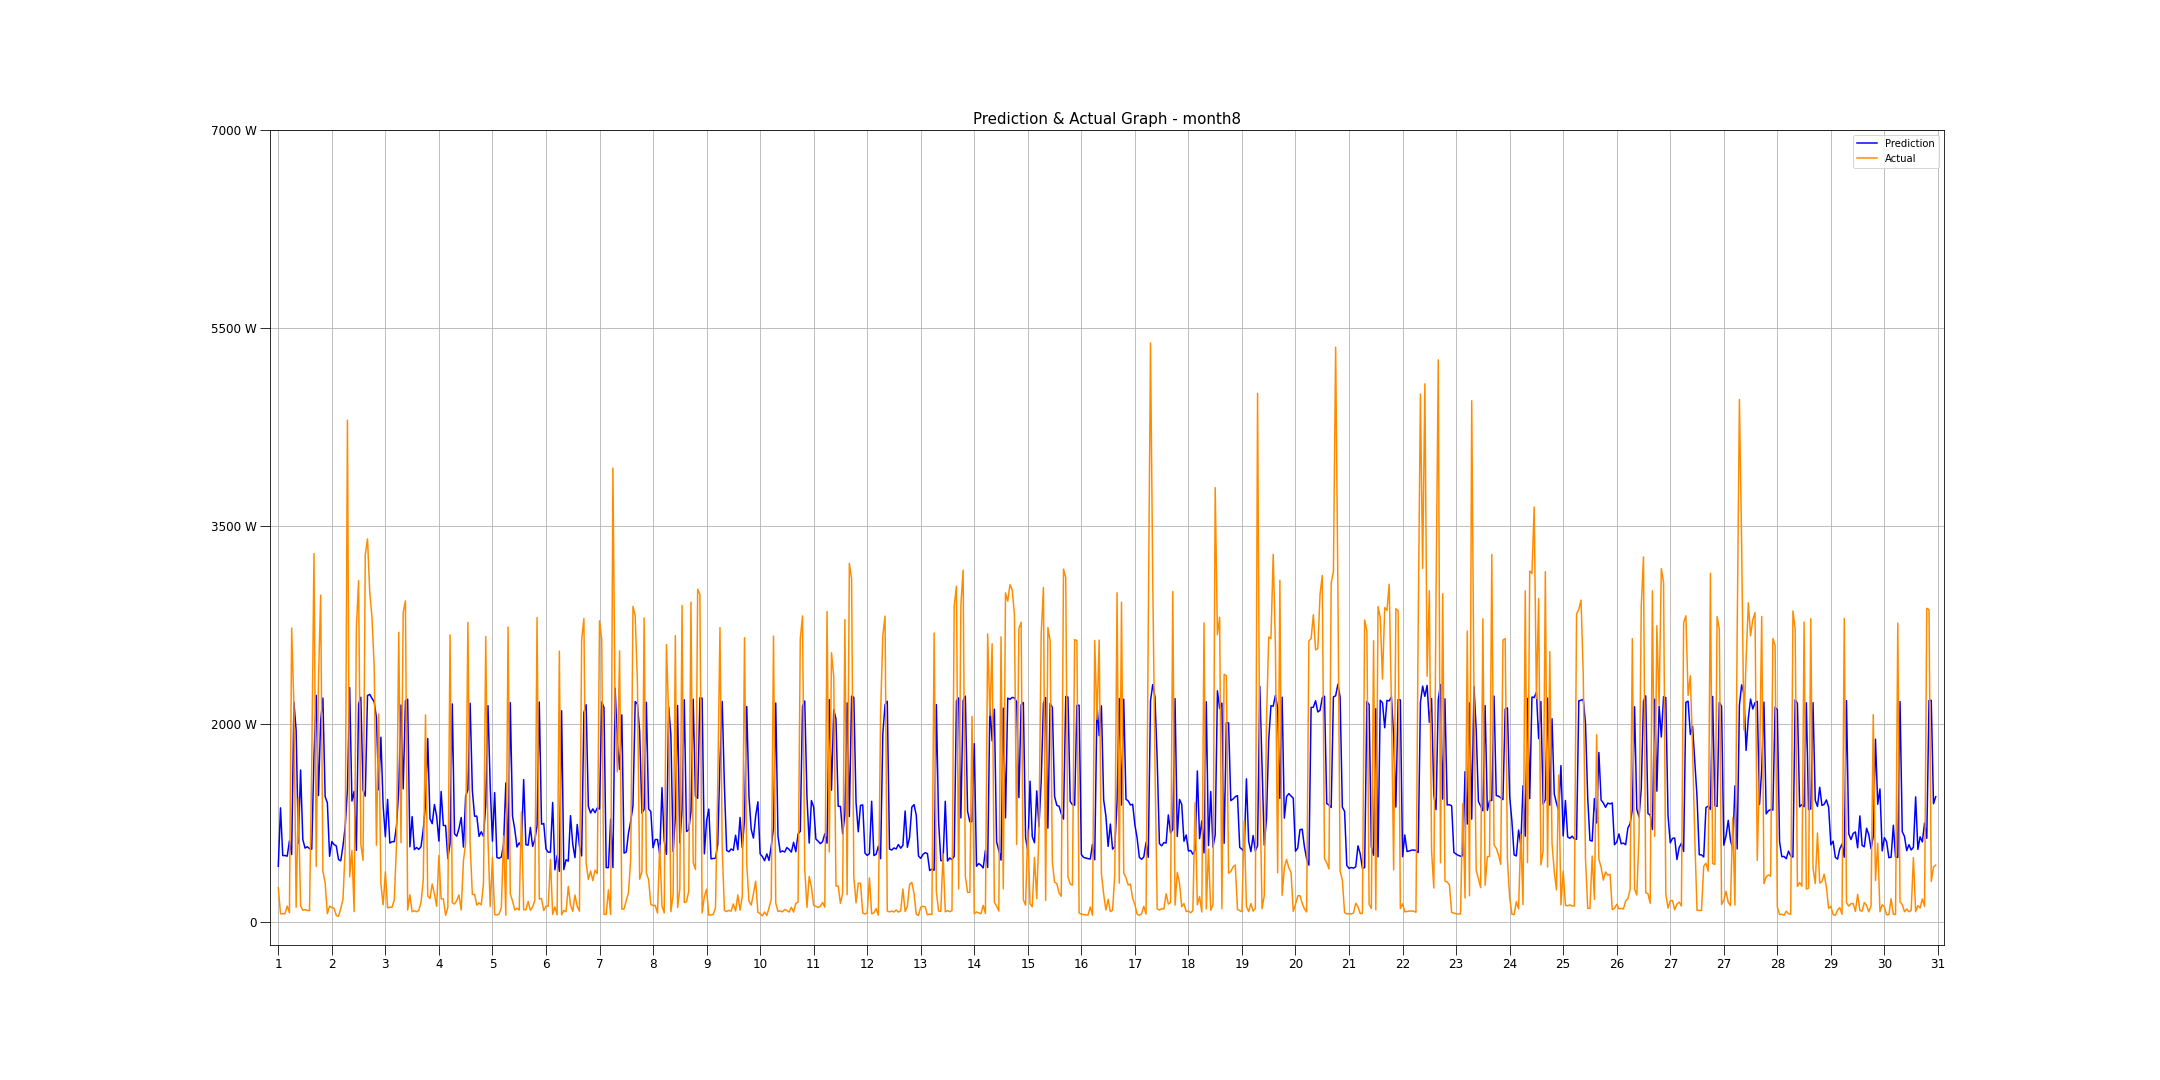 Prediction & Actual Graph - month8
7000 W
5500 W
3500 W
2000 W
0
Prediction
Actual
1 2 3 4 5 6 7 8 9 10 11 12 13 14 15 16 17 18 19 20 21 22 23 24 25 26 27 27 28 29 30 31